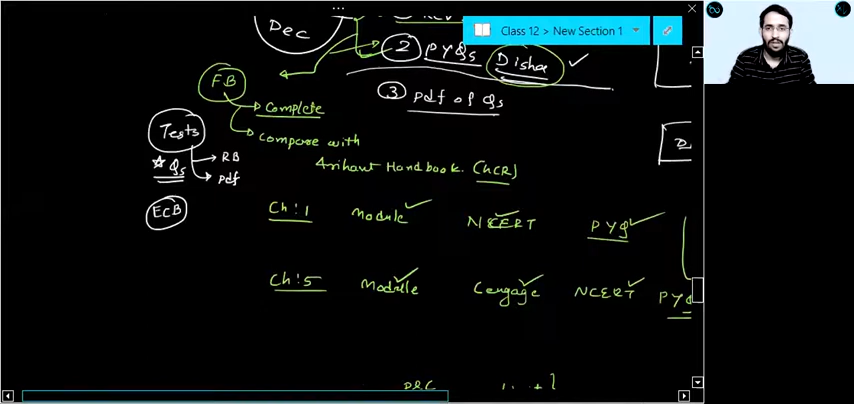 Class 12 > New Section 1
Dec
2 PYQs Disha
FB
3 pdf of Qs
Complete
Tests
Compare with
RB
Qs
Arihant Handbook. (hCR)
pdf
ECB
Ch:1 Module NCERT PYQ
Ch:5 Module Cengage NCERT PYQ